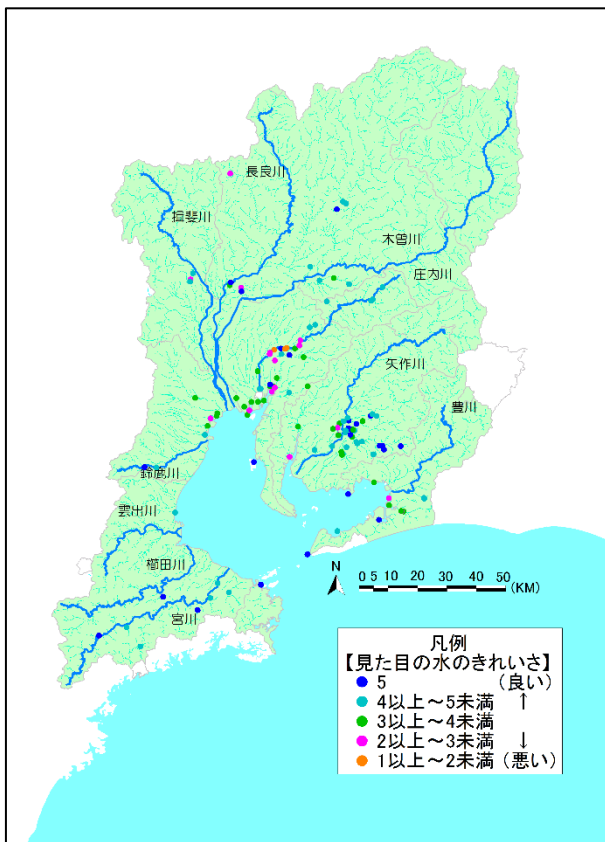 長良川
揖斐川
木曽川
庄内川
矢作川
豊川
鈴鹿川
雲出川
櫛田川
宮川
N
0 5 10 20 30 40 50
(KM)
凡例
【見た目の水のきれいさ】
5 (良い)
4以上～5未満 ↑
3以上～4未満
2以上～3未満 ↓
1以上～2未満 (悪い)